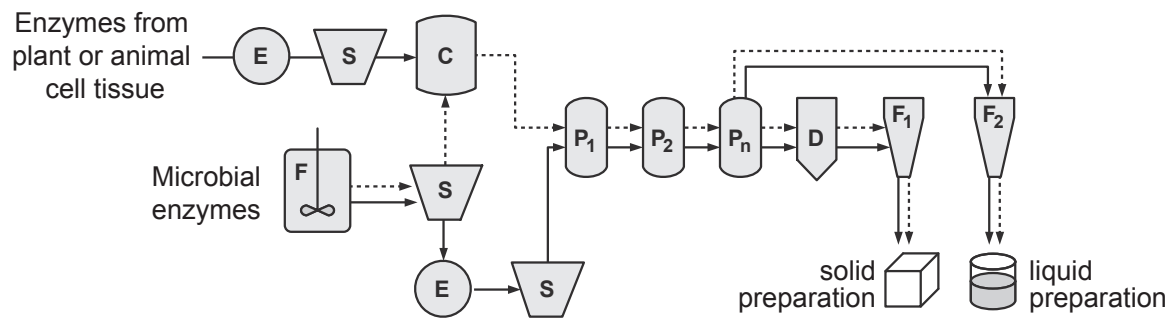 Enzymes from
plant or animal
cell tissue
E
S
C
P1
P2
Pn
D
F1
F2
Microbial
enzymes
F
S
E
S
solid
preparation
liquid
preparation